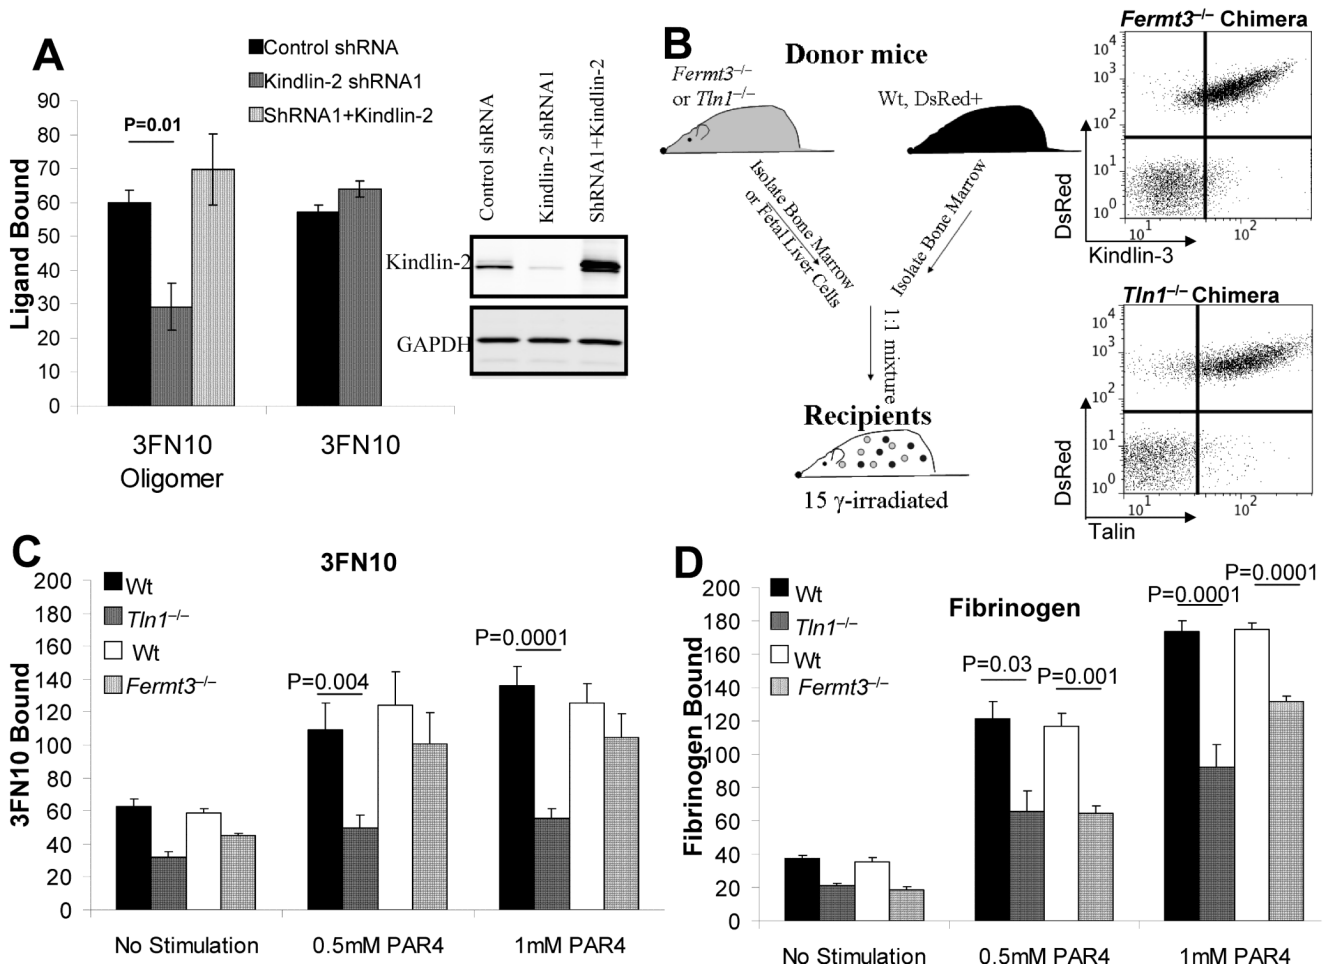 A
Control shRNA
Kindlin-2 shRNA1
ShRNA1+Kindlin-2
Ligand Bound
90
80
70
60
50
40
30
20
10
0
P=0.01
3FN10
Oligomer
3FN10
Control shRNA
Kindlin-2 shRNA1
ShRNA1+Kindlin-2
Kindlin-2
GAPDH
B
Donor mice
Fermt3–/–
or Tln1–/–
Wt, DsRed+
Isolate Bone Marrow
or Fetal Liver Cells
Isolate Bone Marrow
1:1 mixture
Recipients
15 γ-irradiated
Fermt3–/– Chimera
10^4
10^3
10^2
10^1
10^0
DsRed
10^1
10^2
Kindlin-3
Tln1–/– Chimera
10^4
10^3
10^2
10^1
10^0
DsRed
10^1
10^2
Talin
C
3FN10
Wt
Tln1–/–
Wt
Fermt3–/–
3FN10 Bound
200
180
160
140
120
100
80
60
40
20
0
P=0.004
P=0.0001
No Stimulation
0.5mM PAR4
1mM PAR4
D
Fibrinogen
Wt
Tln1–/–
Wt
Fermt3–/–
Fibrinogen Bound
200
180
160
140
120
100
80
60
40
20
0
P=0.03
P=0.001
P=0.0001
P=0.0001
No Stimulation
0.5mM PAR4
1mM PAR4